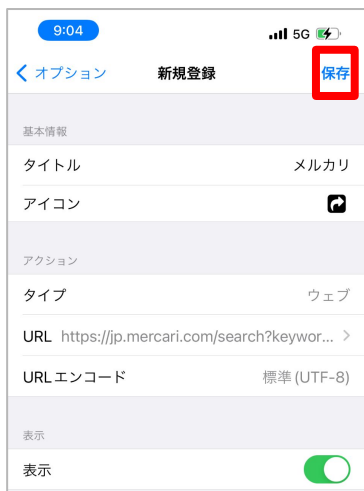 9:04 5G
オプション 新規登録 保存
基本情報
タイトル メルカリ
アイコン
アクション
タイプ ウェブ
URL https://jp.mercari.com/search?keywor...
URLエンコード 標準(UTF-8)
表示
表示